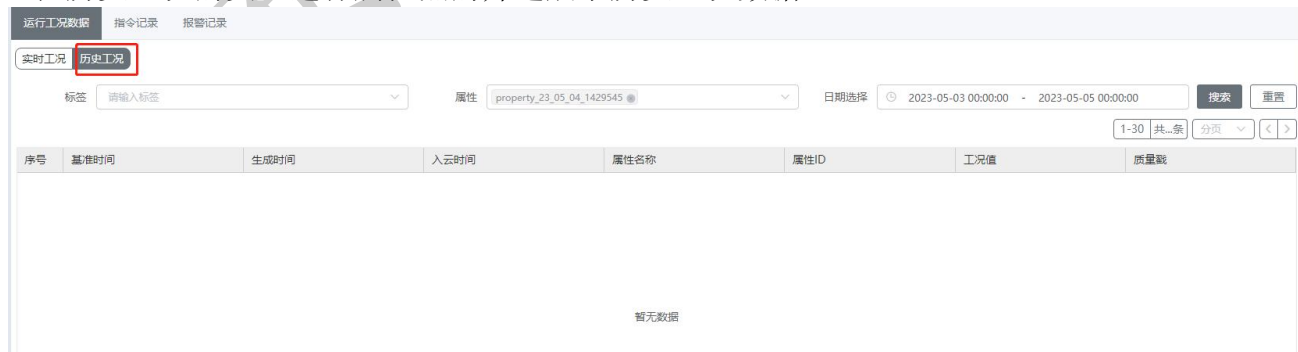 运行工况数据 指令记录 报警记录
实时工况 历史工况
标签 请输入标签 属性 property_23_05_04_1429545 日期选择 2023-05-03 00:00:00 - 2023-05-05 00:00:00 搜索 重置
1-30 共...条 分页 < >
序号 基准时间 生成时间 入云时间 属性名称 属性ID 工况值 质量戳
暂无数据